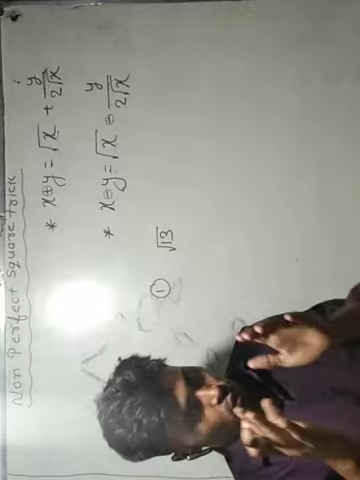 Non Perfect Square trick
* x⊕y = √x + y/2√x
* x⊖y = √x ⊖ y/2√x
① √13